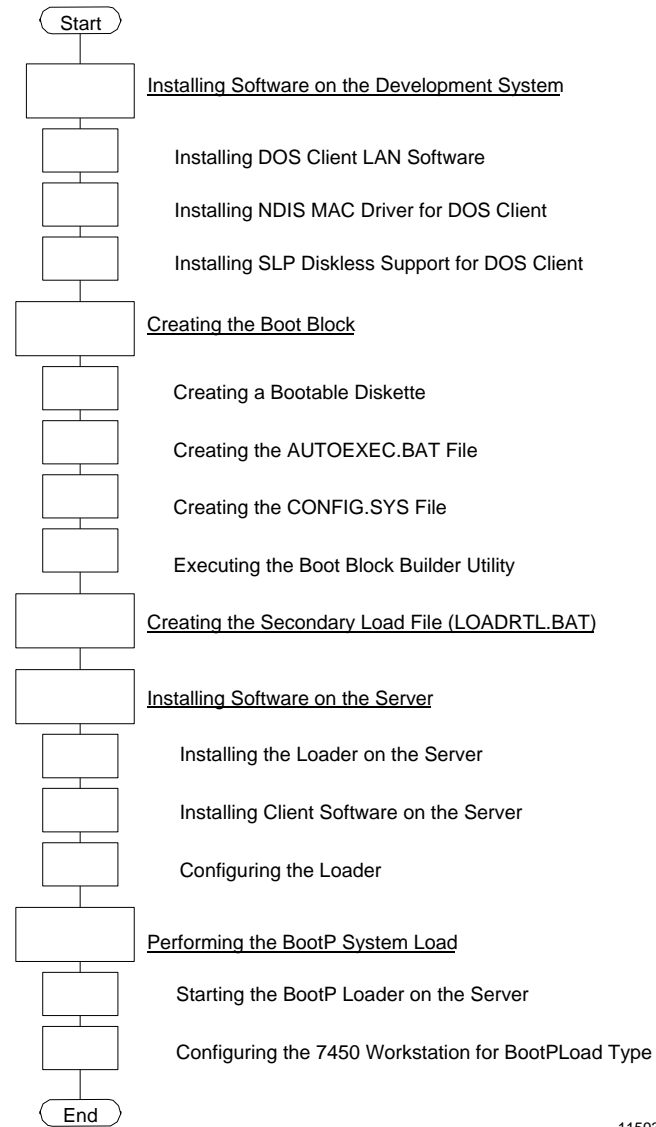 Start
Installing Software on the Development System
Installing DOS Client LAN Software
Installing NDIS MAC Driver for DOS Client
Installing SLP Diskless Support for DOS Client
Creating the Boot Block
Creating a Bootable Diskette
Creating the AUTOEXEC.BAT File
Creating the CONFIG.SYS File
Executing the Boot Block Builder Utility
Creating the Secondary Load File (LOADRTL.BAT)
Installing Software on the Server
Installing the Loader on the Server
Installing Client Software on the Server
Configuring the Loader
Performing the BootP System Load
Starting the BootP Loader on the Server
Configuring the 7450 Workstation for BootPLoad Type
End